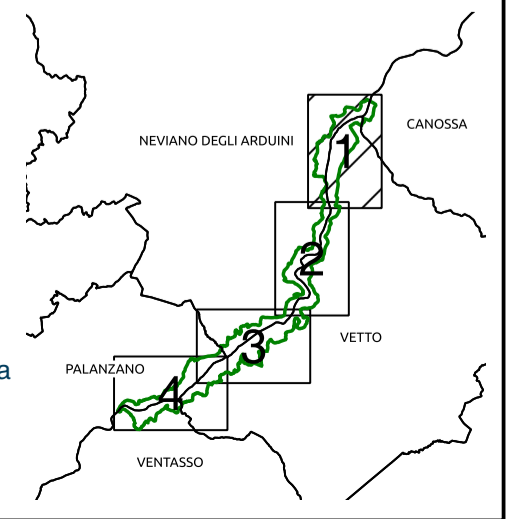 CANOSSA
NEVIANO DEGLI ARDUINI
1
2
VETTO
3
a
PALANZANO
4
VENTASSO